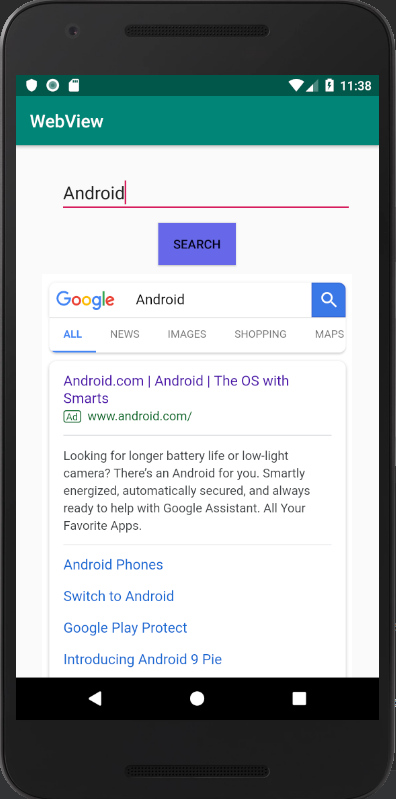 11:38
WebView
Android
SEARCH
Google Android
ALL NEWS IMAGES SHOPPING MAPS
Android.com | Android | The OS with
Smarts
Ad www.android.com/
Looking for longer battery life or low-light
camera? There's an Android for you. Smartly
energized, automatically secured, and always
ready to help with Google Assistant. All Your
Favorite Apps.
Android Phones
Switch to Android
Google Play Protect
Introducing Android 9 Pie